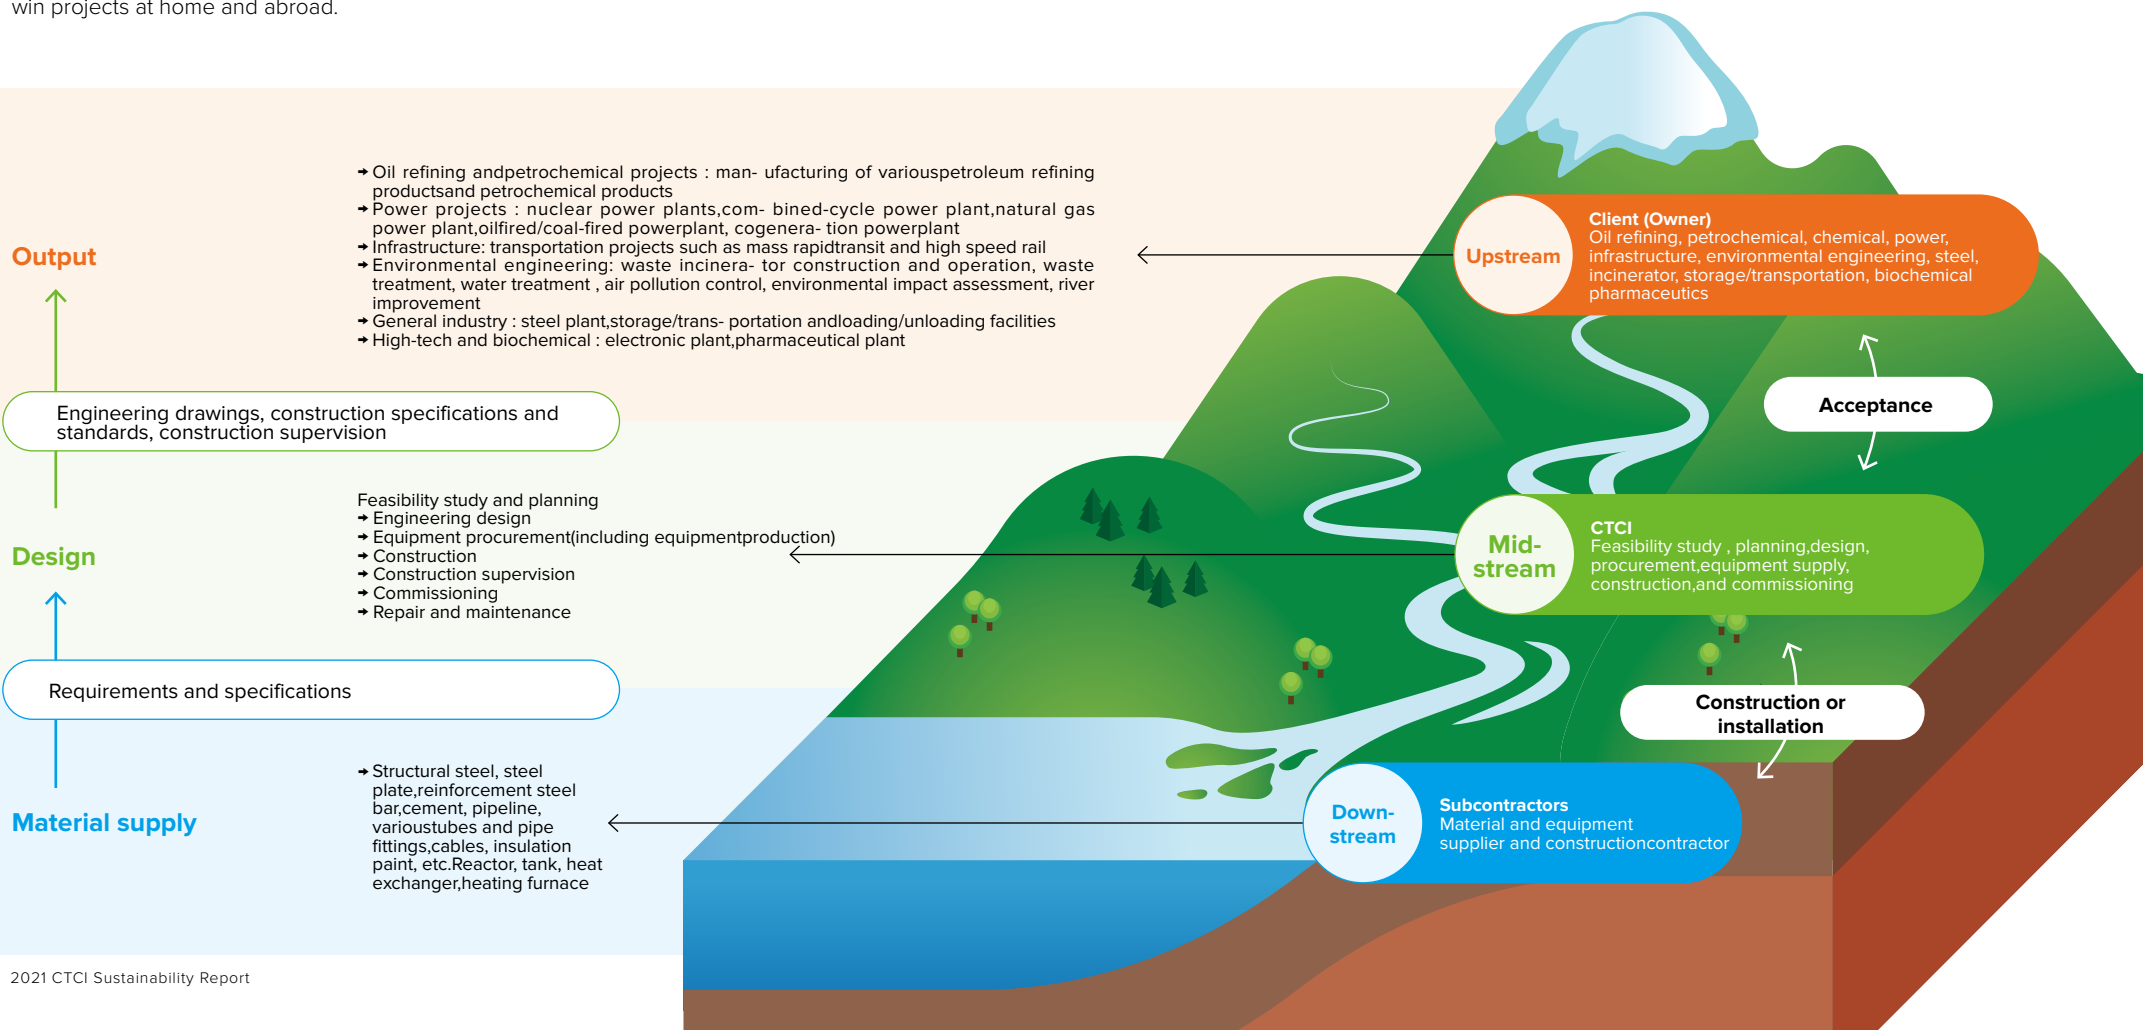 win projects at home and abroad.
Output
➔ Oil refining andpetrochemical projects : man- ufacturing of variouspetroleum refining
productsand petrochemical products
➔ Power projects : nuclear power plants,com- bined-cycle power plant,natural gas
power plant,oilfired/coal-fired powerplant, cogenera- tion powerplant
➔ Infrastructure: transportation projects such as mass rapidtransit and high speed rail
➔ Environmental engineering: waste incinera- tor construction and operation, waste
treatment, water treatment , air pollution control, environmental impact assessment, river
improvement
➔ General industry : steel plant,storage/trans- portation andloading/unloading facilities
➔ High-tech and biochemical : electronic plant,pharmaceutical plant
Upstream
Client (Owner)
Oil refining, petrochemical, chemical, power,
infrastructure, environmental engineering, steel,
incinerator, storage/transportation, biochemical
pharmaceutics
Engineering drawings, construction specifications and
standards, construction supervision
Acceptance
Design
Feasibility study and planning
➔ Engineering design
➔ Equipment procurement(including equipmentproduction)
➔ Construction
➔ Construction supervision
➔ Commissioning
➔ Repair and maintenance
Mid-
stream
CTCI
Feasibility study , planning,design,
procurement,equipment supply,
construction,and commissioning
Requirements and specifications
Construction or
installation
Material supply
➔ Structural steel, steel
plate,reinforcement steel
bar,cement, pipeline,
varioustubes and pipe
fittings,cables, insulation
paint, etc.Reactor, tank, heat
exchanger,heating furnace
Down-
stream
Subcontractors
Material and equipment
supplier and constructioncontractor
2021 CTCI Sustainability Report